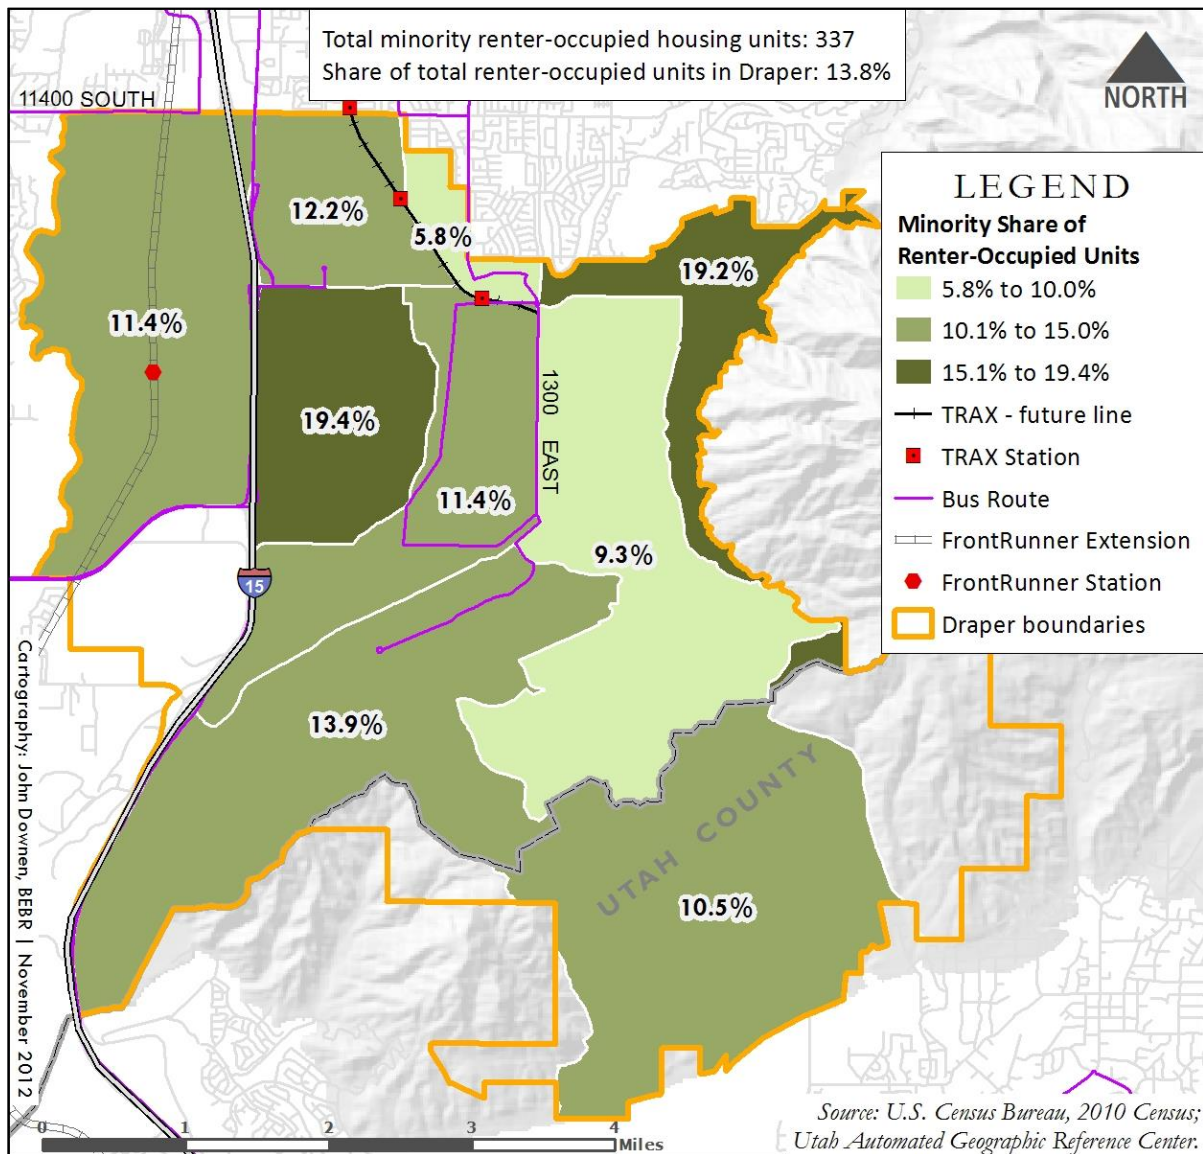 Total minority renter-occupied housing units: 337
Share of total renter-occupied units in Draper: 13.8%
NORTH
11400 SOUTH
LEGEND
Minority Share of
Renter-Occupied Units
5.8% to 10.0%
10.1% to 15.0%
15.1% to 19.4%
TRAX - future line
TRAX Station
Bus Route
FrontRunner Extension
FrontRunner Station
Draper boundaries
12.2%
5.8%
19.2%
11.4%
19.4%
1300 EAST
11.4%
9.3%
15
13.9%
UTAH COUNTY
10.5%
Cartography: John Downen, BEBR | November 2012
0 1 2 3 4
Miles
Source: U.S. Census Bureau, 2010 Census;
Utah Automated Geographic Reference Center.